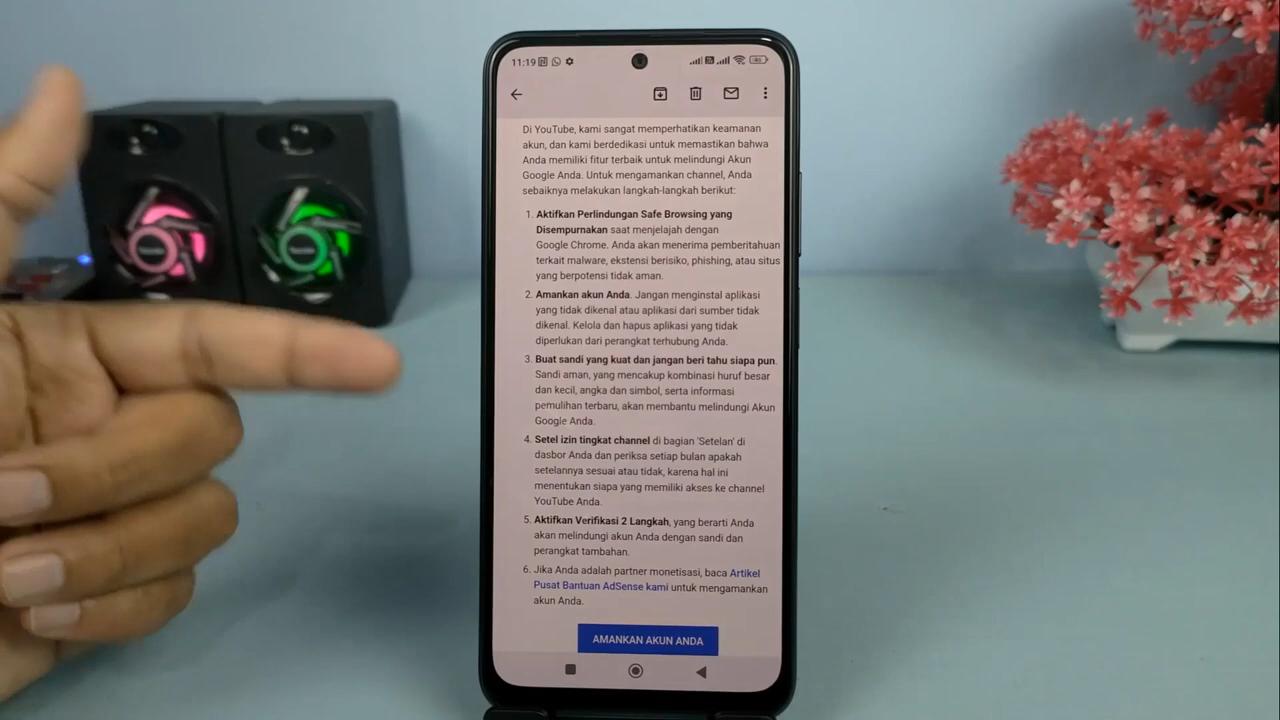 11:19
Di YouTube, kami sangat memperhatikan keamanan
akun, dan kami berdedikasi untuk memastikan bahwa
Anda memiliki fitur terbaik untuk melindungi Akun
Google Anda. Untuk mengamankan channel, Anda
sebaiknya melakukan langkah-langkah berikut:
1. Aktifkan Perlindungan Safe Browsing yang
Disempurnakan saat menjelajah dengan
Google Chrome. Anda akan menerima pemberitahuan
terkait malware, ekstensi berisiko, phishing, atau situs
yang berpotensi tidak aman.
2. Amankan akun Anda. Jangan menginstal aplikasi
yang tidak dikenal atau aplikasi dari sumber tidak
dikenal. Kelola dan hapus aplikasi yang tidak
diperlukan dari perangkat terhubung Anda.
3. Buat sandi yang kuat dan jangan beri tahu siapa pun.
Sandi aman, yang mencakup kombinasi huruf besar
dan kecil, angka dan simbol, serta informasi
pemulihan terbaru, akan membantu melindungi Akun
Google Anda.
4. Setel izin tingkat channel di bagian 'Setelan' di
dasbor Anda dan periksa setiap bulan apakah
setelannya sesuai atau tidak, karena hal ini
menentukan siapa yang memiliki akses ke channel
YouTube Anda.
5. Aktifkan Verifikasi 2 Langkah, yang berarti Anda
akan melindungi akun Anda dengan sandi dan
perangkat tambahan.
6. Jika Anda adalah partner monetisasi, baca Artikel
Pusat Bantuan AdSense kami untuk mengamankan
akun Anda.
AMANKAN AKUN ANDA